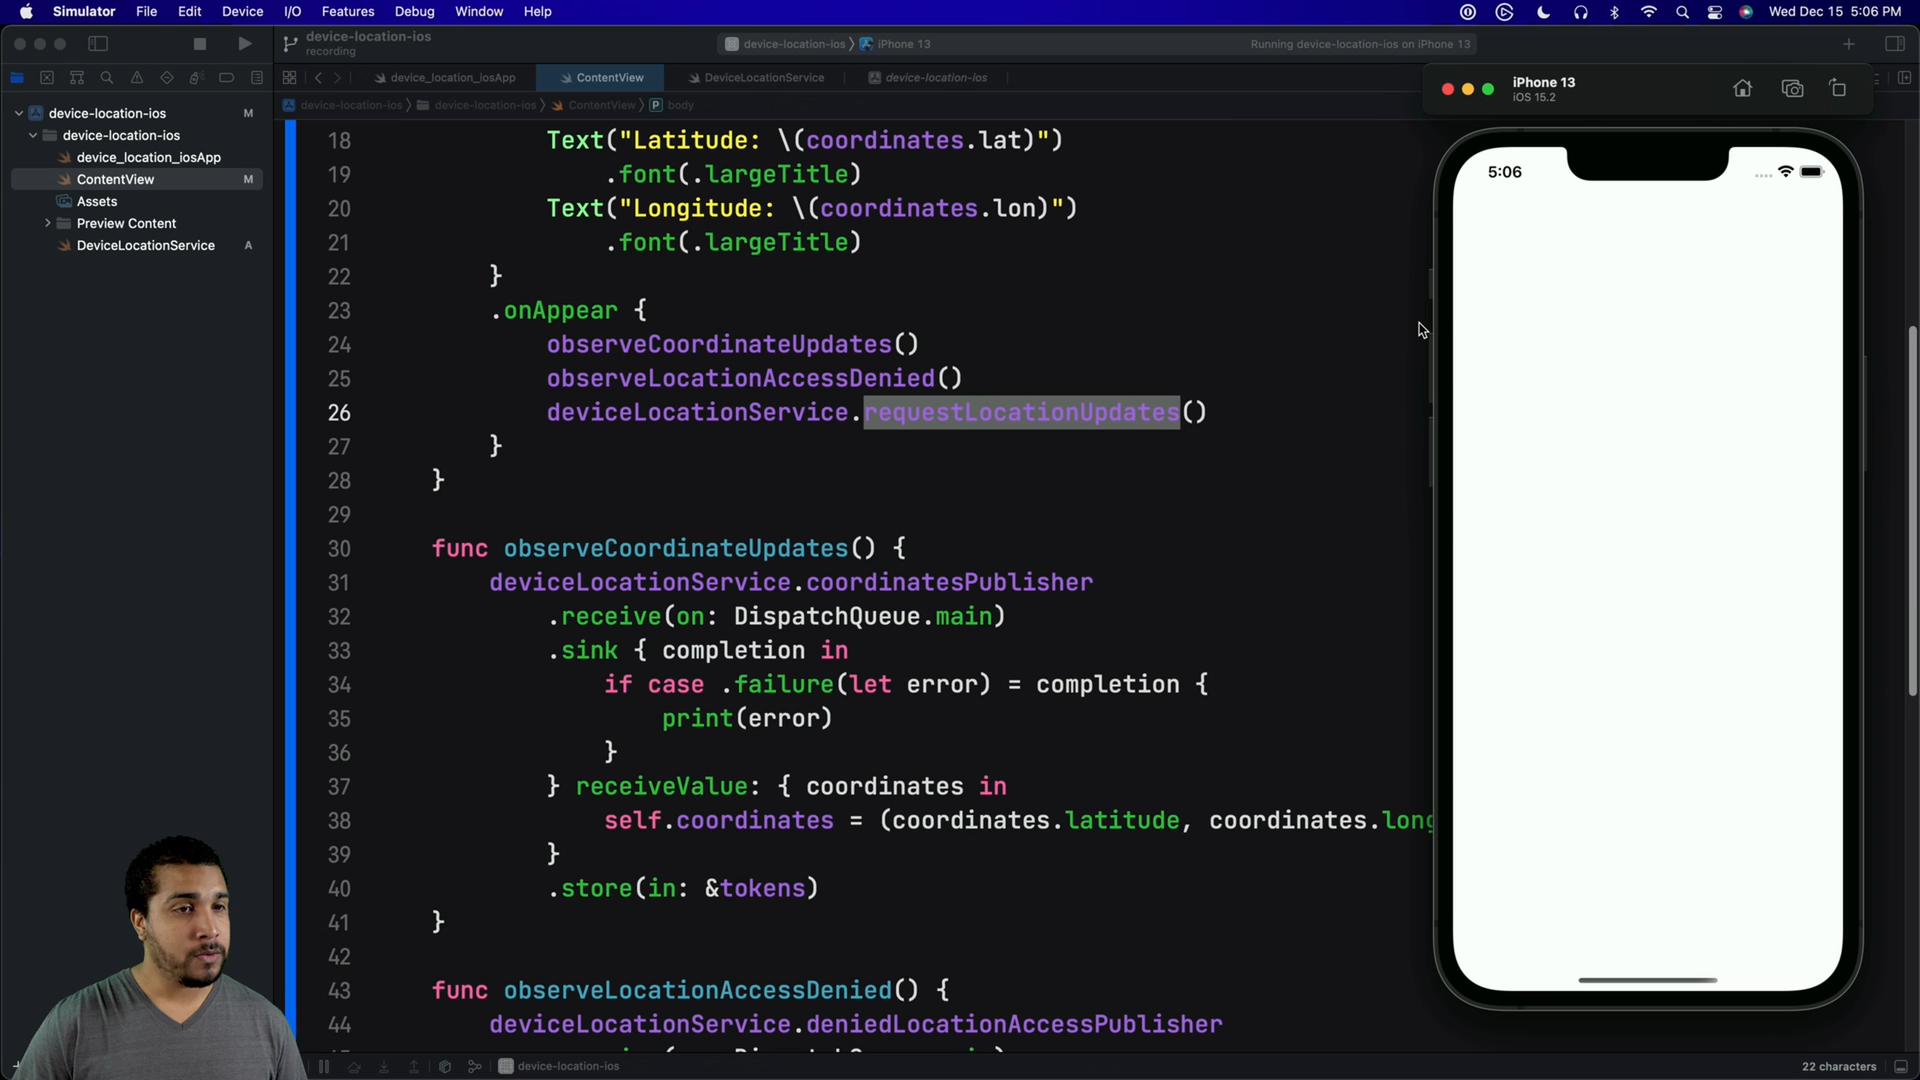 Simulator File Edit Device I/O Features Debug Window Help Wed Dec 15 5:06 PM
device-location-ios
recording
device-location-ios iPhone 13 Running device-location-ios on iPhone 13
device_location_iosApp ContentView DeviceLocationService device-location-ios
device-location-ios device-location-ios ContentView P body
device-location-ios M
device-location-ios
device_location_iosApp
ContentView M
Assets
Preview Content
DeviceLocationService A
18 Text("Latitude: \(coordinates.lat)")
19 .font(.largeTitle)
20 Text("Longitude: \(coordinates.lon)")
21 .font(.largeTitle)
22 }
23 .onAppear {
24 observeCoordinateUpdates()
25 observeLocationAccessDenied()
26 deviceLocationService.requestLocationUpdates()
27 }
28 }
29
30 func observeCoordinateUpdates() {
31 deviceLocationService.coordinatesPublisher
32 .receive(on: DispatchQueue.main)
33 .sink { completion in
34 if case .failure(let error) = completion {
35 print(error)
36 }
37 } receiveValue: { coordinates in
38 self.coordinates = (coordinates.latitude, coordinates.long
39 }
40 .store(in: &tokens)
41 }
42
43 func observeLocationAccessDenied() {
44 deviceLocationService.deniedLocationAccessPublisher
iPhone 13
iOS 15.2
5:06
device-location-ios 22 characters